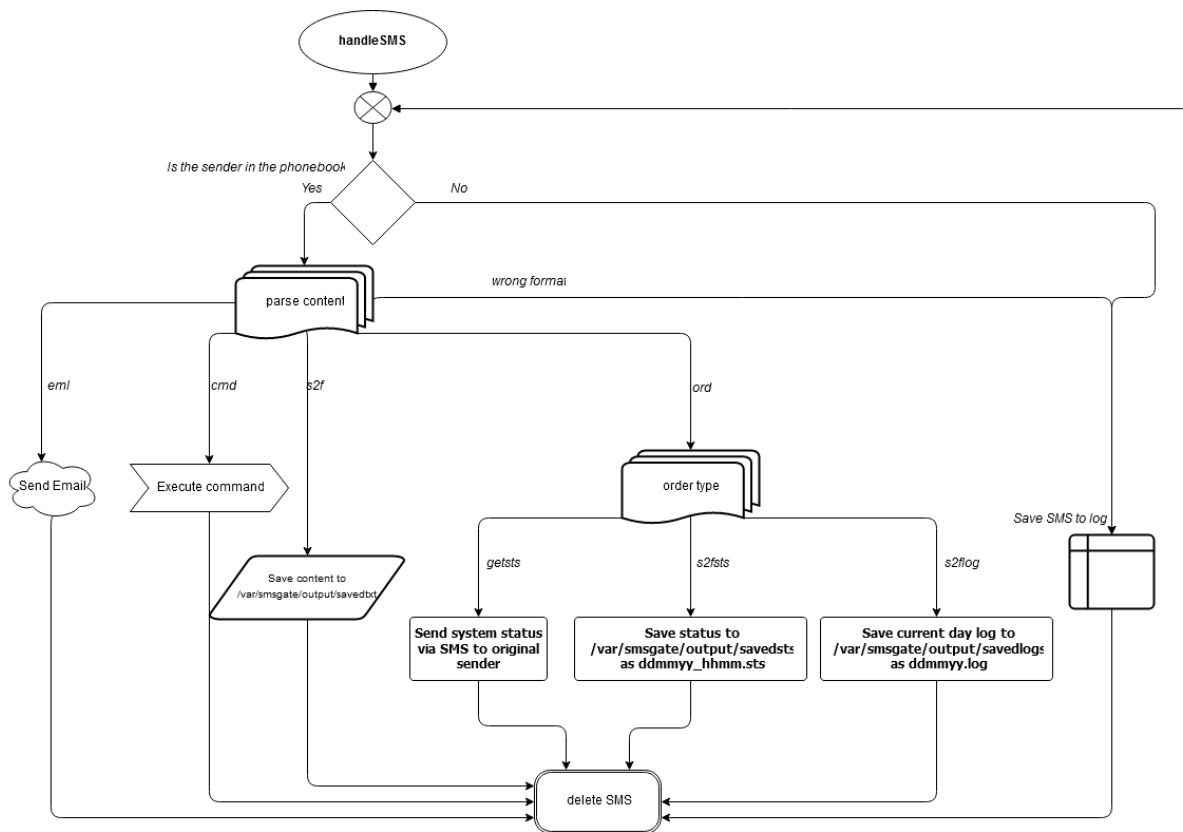 handleSMS
Is the sender in the phonebook
Yes
No
wrong format
parse content
eml
cmd
s2f
ord
Send Email
Execute command
order type
Save SMS to log
getsts
s2fsts
s2flog
Save content to
/var/smsgate/output/savedtxt
Send system status
via SMS to original
sender
Save status to
/var/smsgate/output/savedsts
as ddmmyy_hhmm.sts
Save current day log to
/var/smsgate/output/savedlogs
as ddmmyy.log
delete SMS